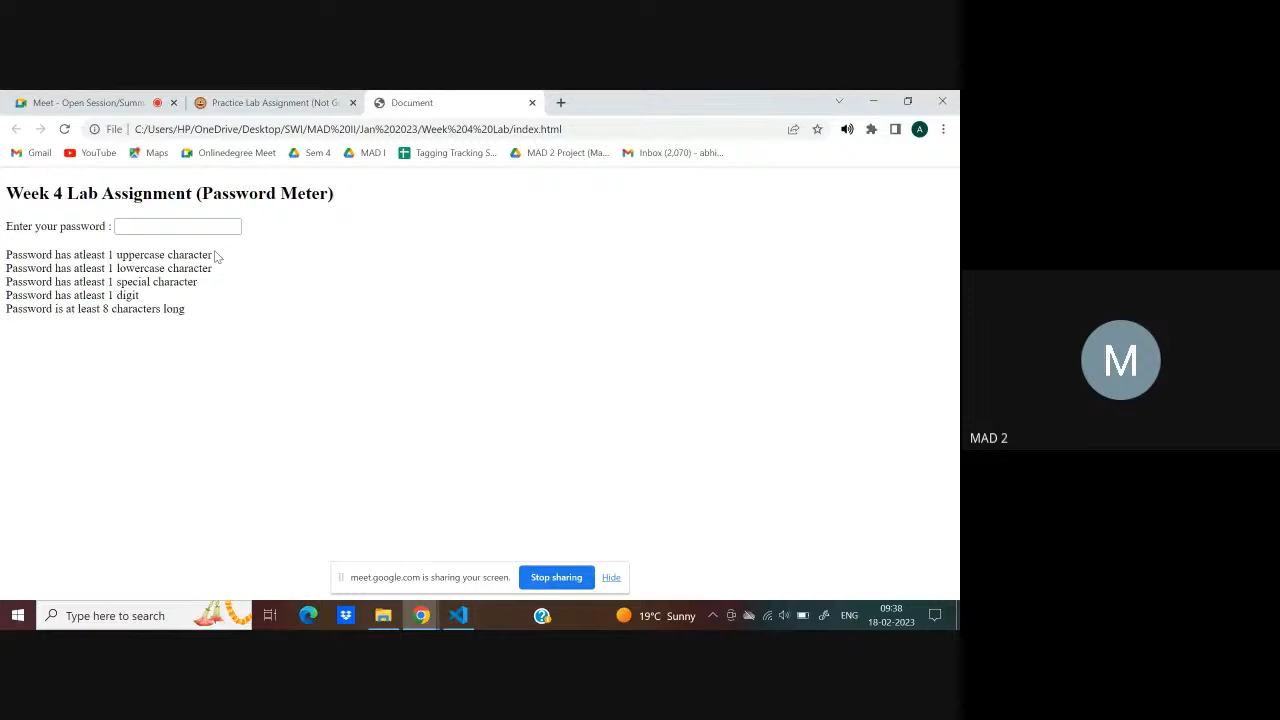 Meet - Open Session/Summ
Practice Lab Assignment (Not G
Document
File
C:/Users/HP/Onedrive/Desktop/SWI/MAD%20II/Jan%202023/Week%204%20Lab/index.html
A
Gmail
YouTube
Maps
Onlinedegree Meet
Sem 4
MAD I
Tagging Tracking S...
MAD 2 Project (Ma...
Inbox (2,070) - abhi...
Week 4 Lab Assignment (Password Meter)
Enter your password :
Password has atleast 1 uppercase character
Password has atleast 1 lowercase character
Password has atleast 1 special character
Password has atleast 1 digit
Password is at least 8 characters long
M
MAD 2
meet.google.com is sharing your screen.
Stop sharing
Hide
Type here to search
19°C Sunny
ENG
09:38
18-02-2023